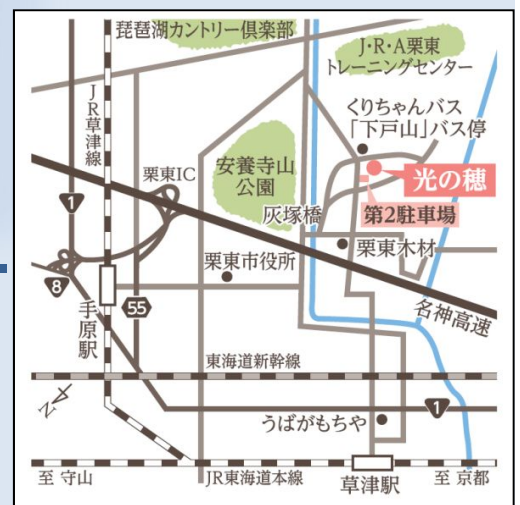 琵琶湖カントリー倶楽部
J・R・A栗東
トレーニングセンター
JR草津線
くりちゃんバス
「下戸山」バス停
栗東IC
安養寺山
公園
光の穂
1
灰塚橋
第2駐車場
栗東木材
栗東市役所
8
55
手原駅
名神高速
東海道新幹線
N
うばがもちや
1
至 守山
JR東海道本線
草津駅
至 京都